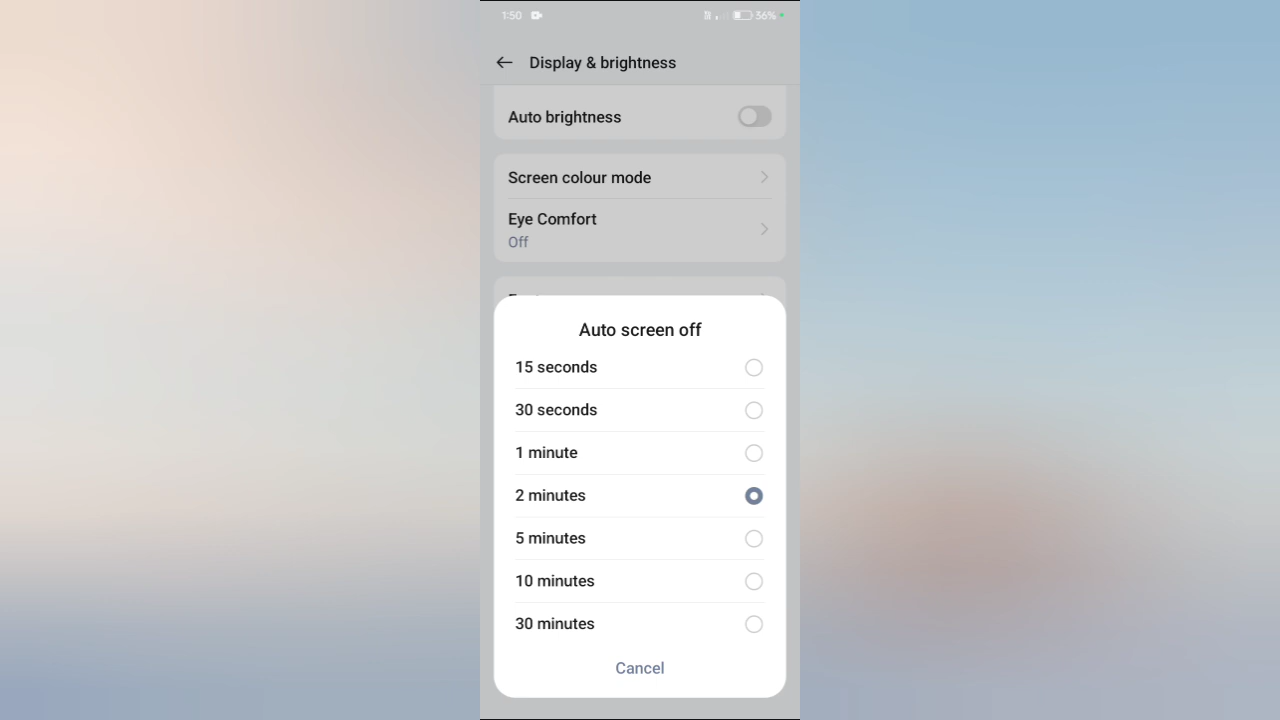 1:50 36%
Display & brightness
Auto brightness
Screen colour mode
Eye Comfort
Off
Auto screen off
15 seconds
30 seconds
1 minute
2 minutes
5 minutes
10 minutes
30 minutes
Cancel